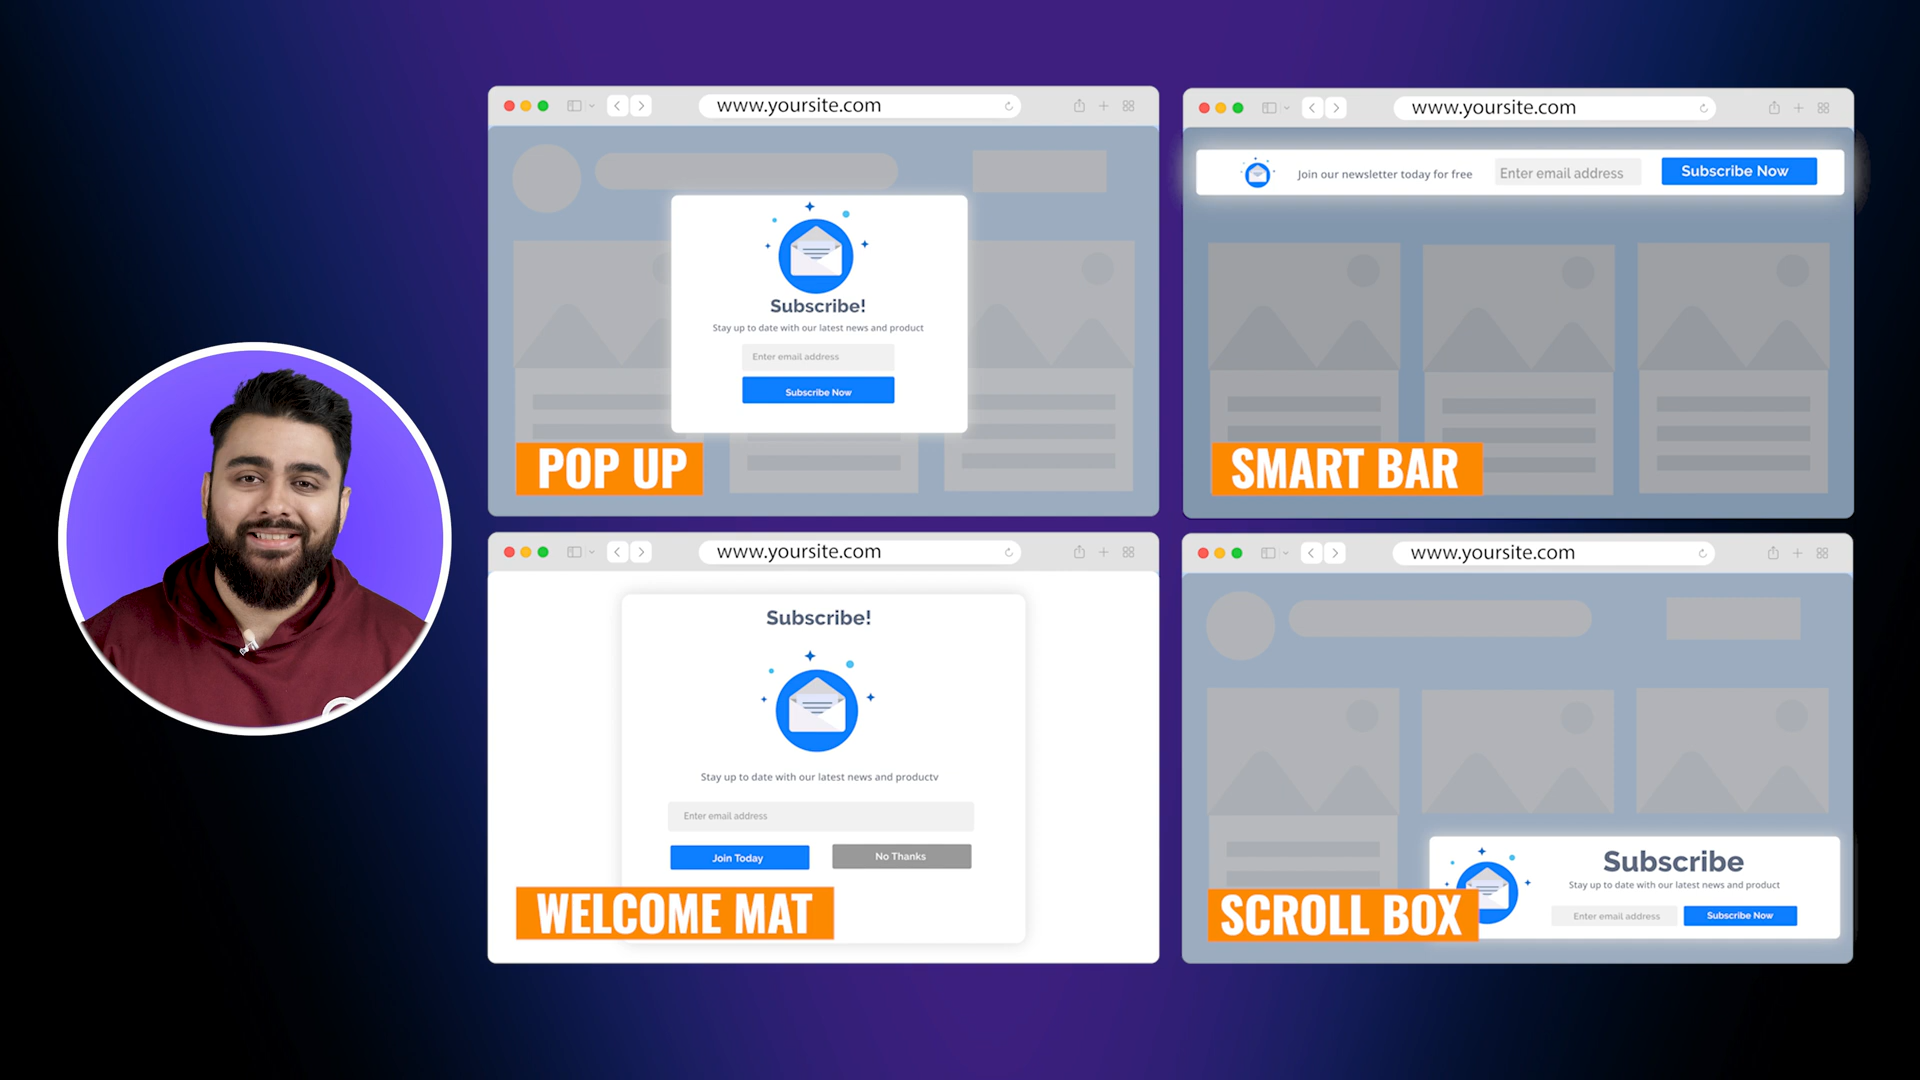 www.yoursite.com
Subscribe!
Stay up to date with our latest news and product
Enter email address
Subscribe Now
POP UP
www.yoursite.com
Join our newsletter today for free
Enter email address
Subscribe Now
SMART BAR
www.yoursite.com
Subscribe!
Stay up to date with our latest news and productv
Enter email address
Join Today
No Thanks
WELCOME MAT
www.yoursite.com
Subscribe
Stay up to date with our latest news and product
Enter email address
Subscribe Now
SCROLL BOX